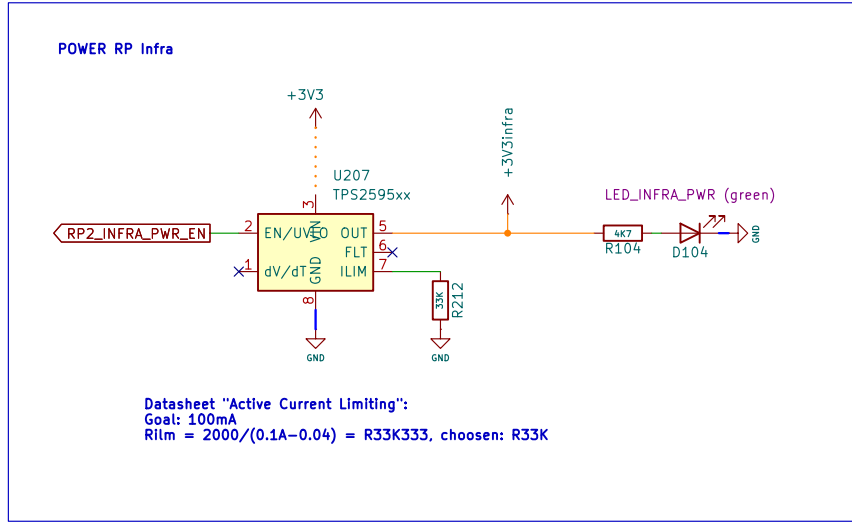 POWER RP Infra
+3V3
+3V3infra
U207
TPS2595xx
LED_INFRA_PWR (green)
3
VIN
RP2_INFRA_PWR_EN
2
EN/UVLO
OUT
5
4K7
R104
D104
GND
FLT
6
1
dV/dT
GND
ILIM
7
8
33K
R212
GND
GND
Datasheet "Active Current Limiting":
Goal: 100mA
Rilm = 2000/(0.1A-0.04) = R33K333, choosen: R33K